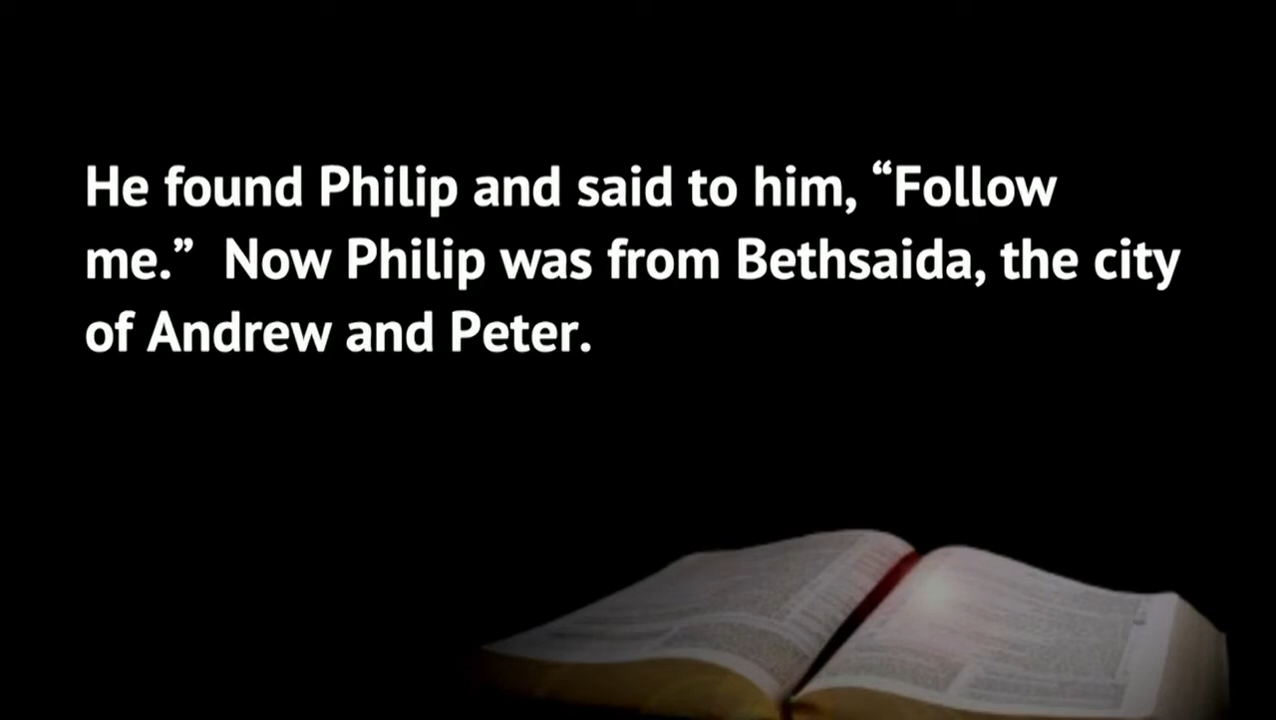 He found Philip and said to him, “Follow
me.”  Now Philip was from Bethsaida, the city
of Andrew and Peter.